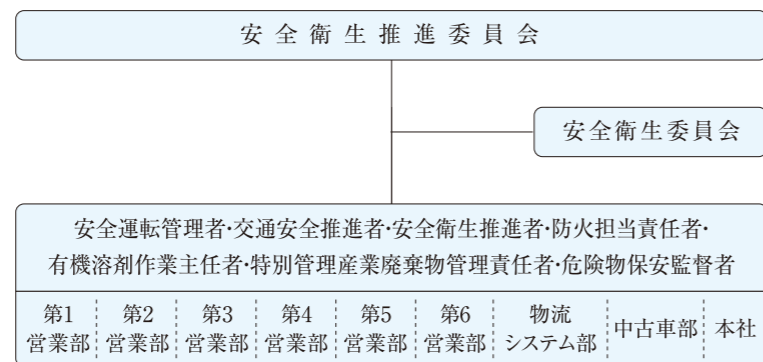 安全衛生推進委員会
安全衛生委員会
安全運転管理者・交通安全推進者・安全衛生推進者・防火担当責任者・
有機溶剤作業主任者・特別管理産業廃棄物管理責任者・危険物保安監督者
第1
営業部
第2
営業部
第3
営業部
第4
営業部
第5
営業部
第6
営業部
物流
システム部
中古車部
本社